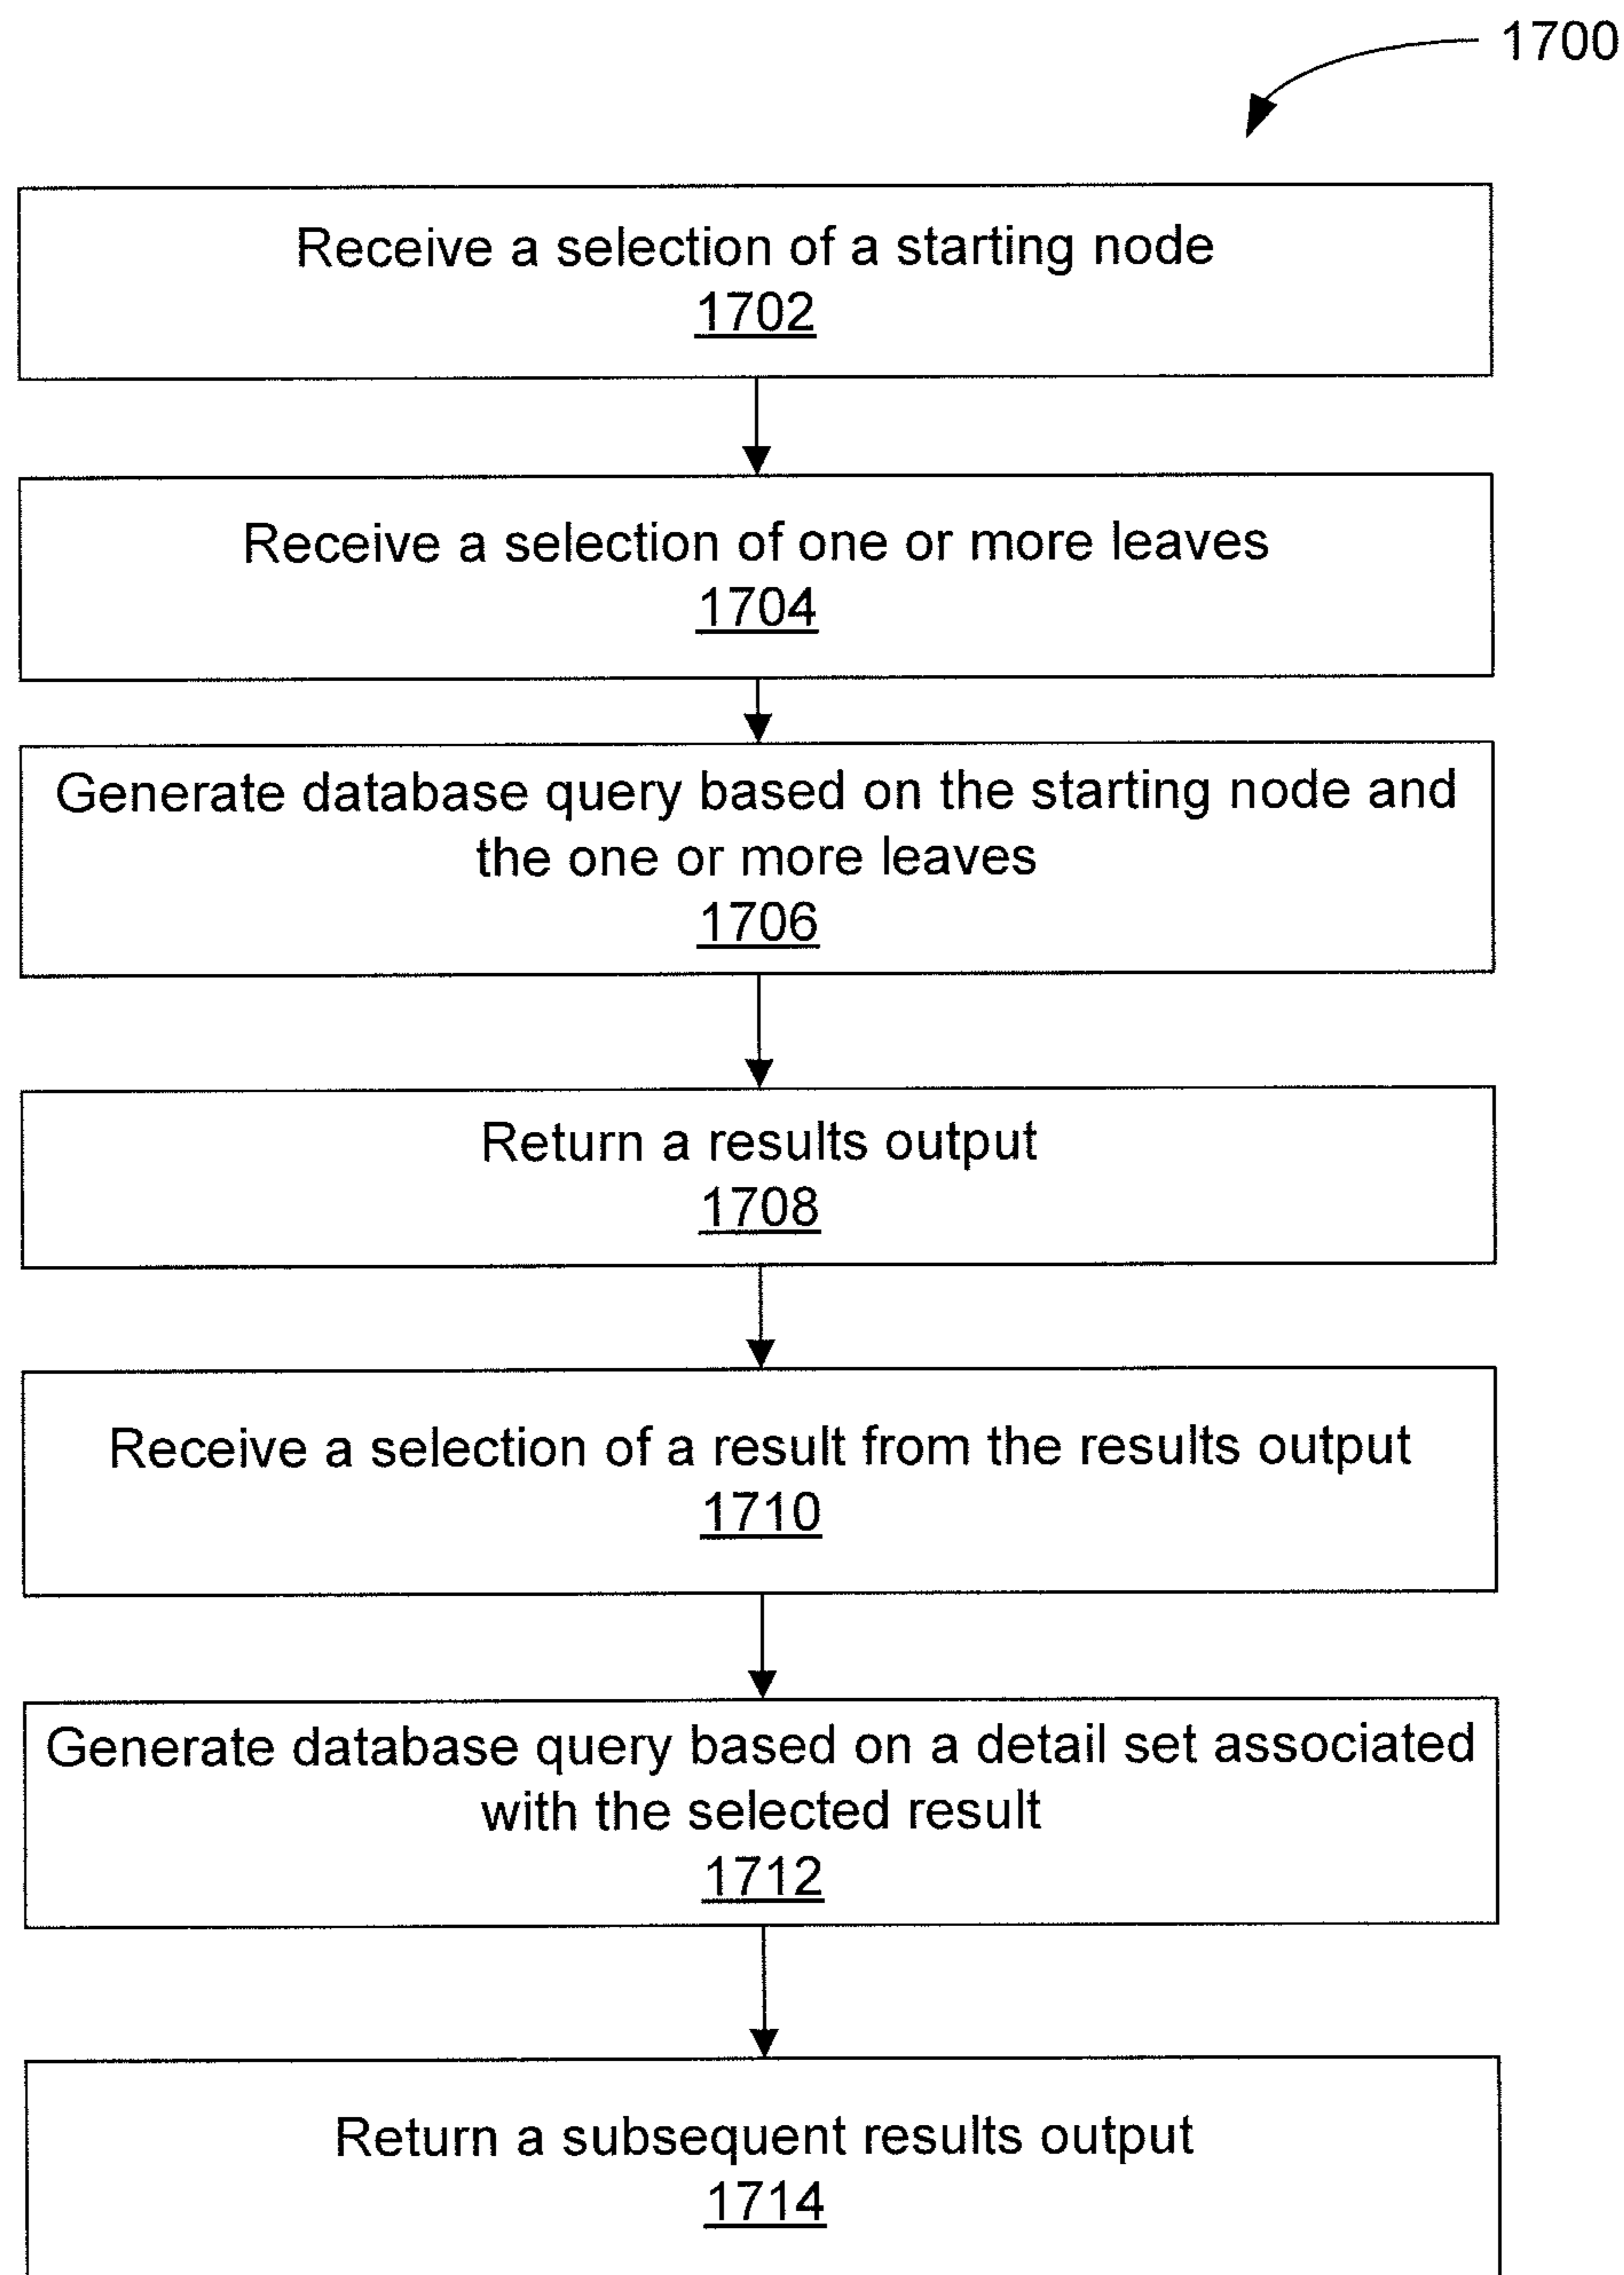 1700
Receive a selection of a starting node
1702
Receive a selection of one or more leaves
1704
Generate database query based on the starting node and
the one or more leaves
1706
Return a results output
1708
Receive a selection of a result from the results output
1710
Generate database query based on a detail set associated
with the selected result
1712
Return a subsequent results output
1714